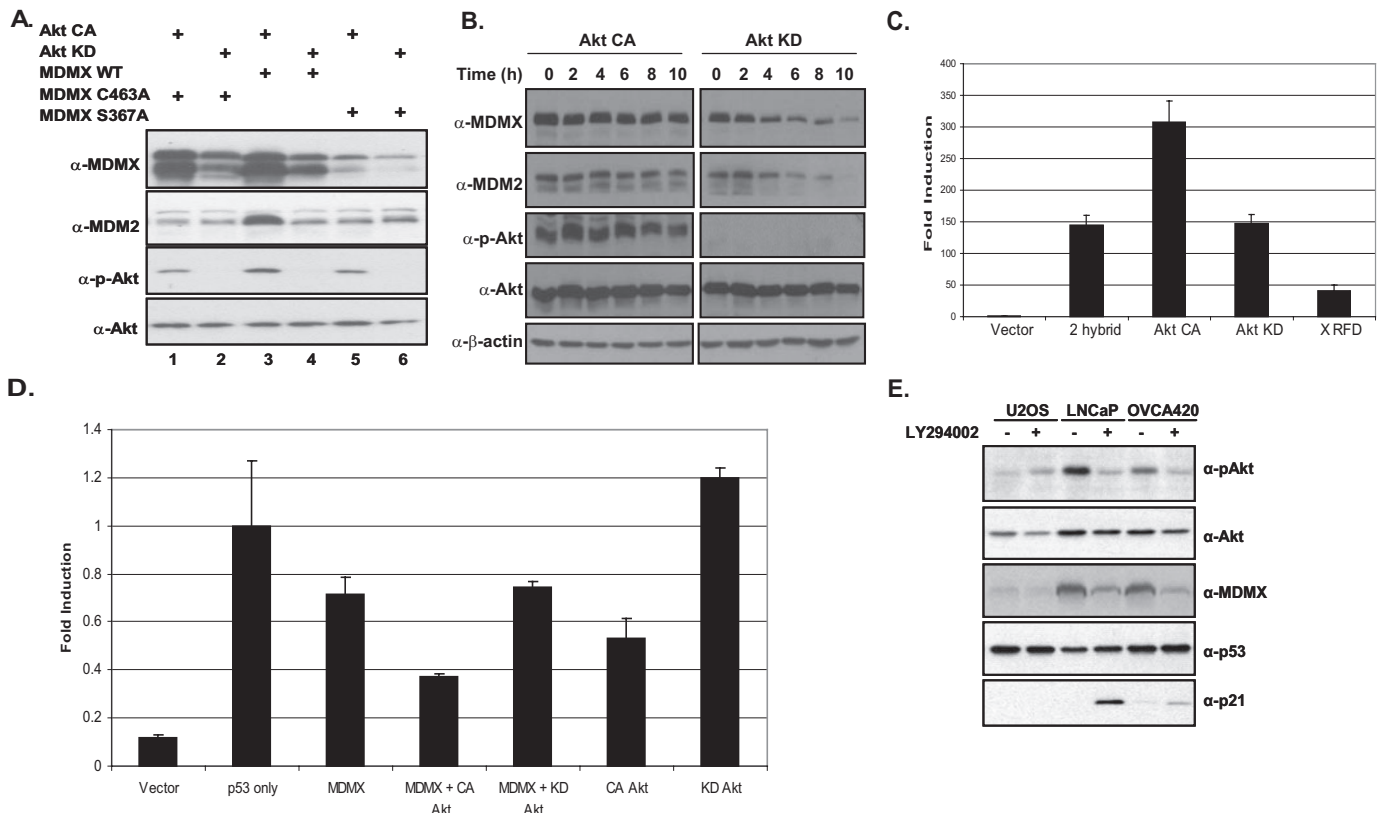 A.
Akt CA + + +
Akt KD + + +
MDMX WT + +
MDMX C463A + +
MDMX S367A + +
α-MDMX
α-MDM2
α-p-Akt
α-Akt
1 2 3 4 5 6
B.
Akt CA Akt KD
Time (h) 0 2 4 6 8 10 0 2 4 6 8 10
α-MDMX
α-MDM2
α-p-Akt
α-Akt
α-β-actin
C.
Fold Induction
400
350
300
250
200
150
100
50
0
Vector 2 hybrid Akt CA Akt KD X RFD
D.
Fold Induction
1.4
1.2
1
0.8
0.6
0.4
0.2
0
Vector p53 only MDMX MDMX + CA Akt MDMX + KD Akt CA Akt KD Akt
E.
U2OS LNCaP OVCA420
LY294002 - + - + - +
α-pAkt
α-Akt
α-MDMX
α-p53
α-p21